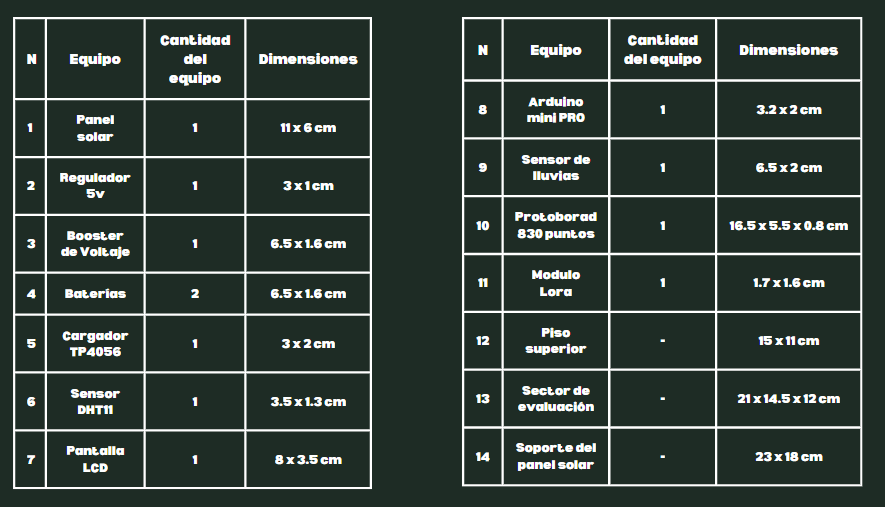 N Equipo Cantidad del equipo Dimensiones
1 Panel solar 1 11 x 6 cm
2 Regulador 5v 1 3 x 1 cm
3 Booster de Voltaje 1 6.5 x 1.6 cm
4 Baterias 2 6.5 x 1.6 cm
5 Cargador TP4056 1 3 x 2 cm
6 Sensor DHT11 1 3.5 x 1.3 cm
7 Pantalla LCD 1 8 x 3.5 cm
N Equipo Cantidad del equipo Dimensiones
8 Arduino mini PRO 1 3.2 x 2 cm
9 Sensor de lluvias 1 6.5 x 2 cm
10 Protoborad 830 puntos 1 16.5 x 5.5 x 0.8 cm
11 Modulo Lora 1 1.7 x 1.6 cm
12 Piso superior - 15 x 11 cm
13 Sector de evaluación - 21 x 14.5 x 12 cm
14 Soporte del panel solar - 23 x 18 cm